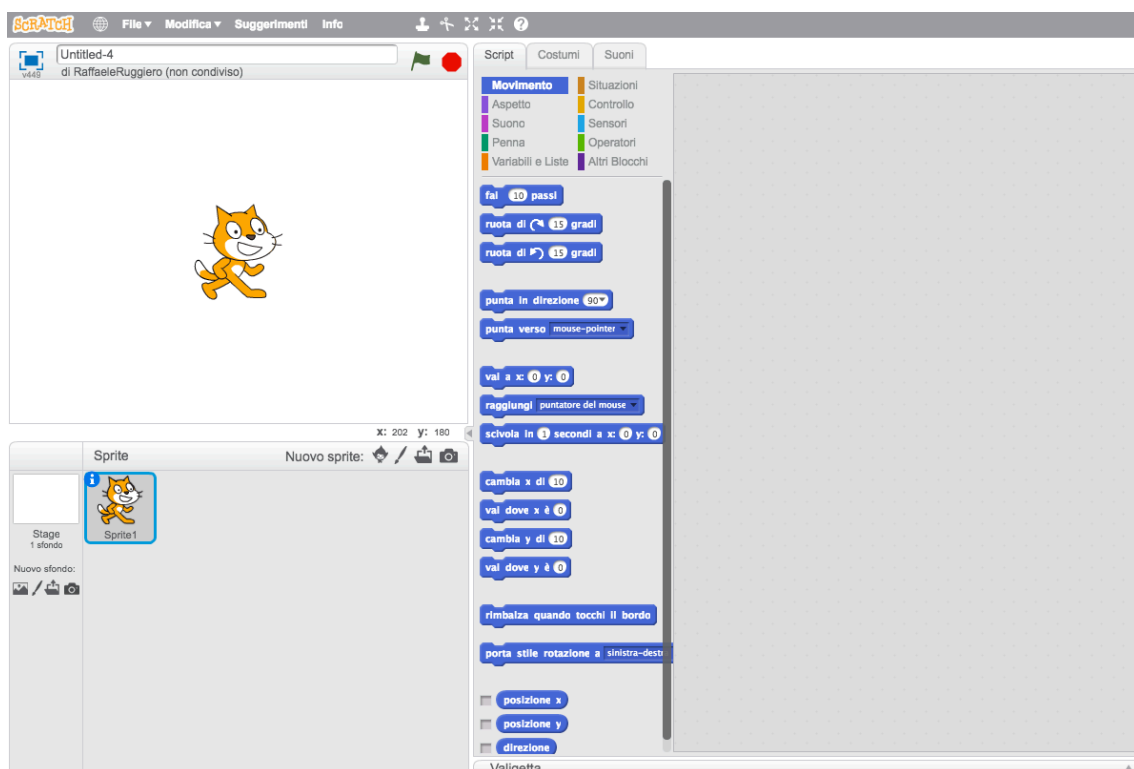 SCRATCH File Modifica Suggerimenti Info
Untitled-4
v449 di RaffaeleRuggiero (non condiviso)
x: 202 y: 180
Sprite Nuovo sprite:
Stage
1 sfondo
Sprite1
Nuovo sfondo:
Script Costumi Suoni
Movimento Situazioni
Aspetto Controllo
Suono Sensori
Penna Operatori
Variabili e Liste Altri Blocchi
fai 10 passi
ruota di 15 gradi
ruota di 15 gradi
punta in direzione 90
punta verso mouse-pointer
vai a x: 0 y: 0
raggiungi puntatore del mouse
scivola in 1 secondi a x: 0 y: 0
cambia x di 10
vai dove x è 0
cambia y di 10
vai dove y è 0
rimbalza quando tocchi il bordo
porta stile rotazione a sinistra-destr
posizione x
posizione y
direzione
Valigetta